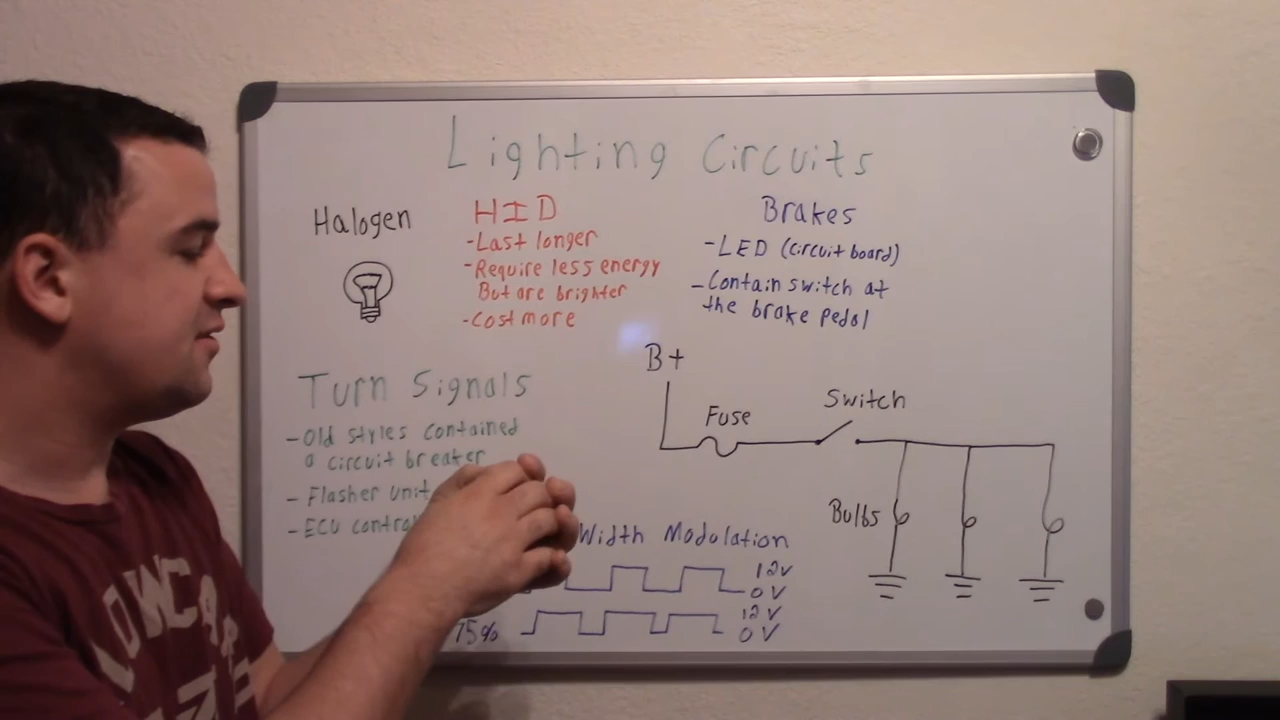 Lighting Circuits
Halogen
HID
-Last longer
-Require less energy
But are brighter
-Cost more
Brakes
-LED (circuit board)
-Contain switch at
the brake pedal
Turn Signals
-Old styles contained
a circuit breaker
-Flasher unit
-ECU
B+
Fuse
Switch
Bulbs
Width Modulation
12v
0V
75%
12V
0V